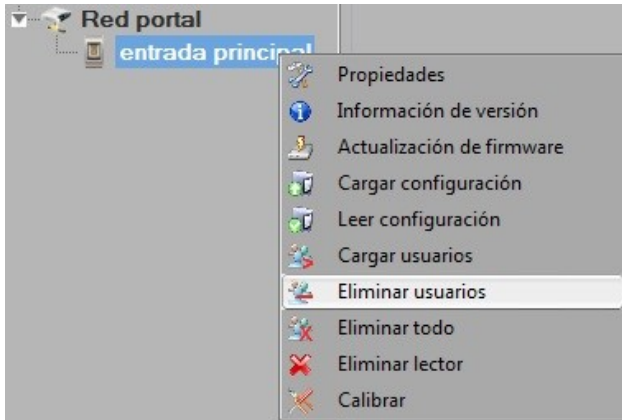 Red portal
entrada principal
Propiedades
Información de versión
Actualización de firmware
Cargar configuración
Leer configuración
Cargar usuarios
Eliminar usuarios
Eliminar todo
Eliminar lector
Calibrar